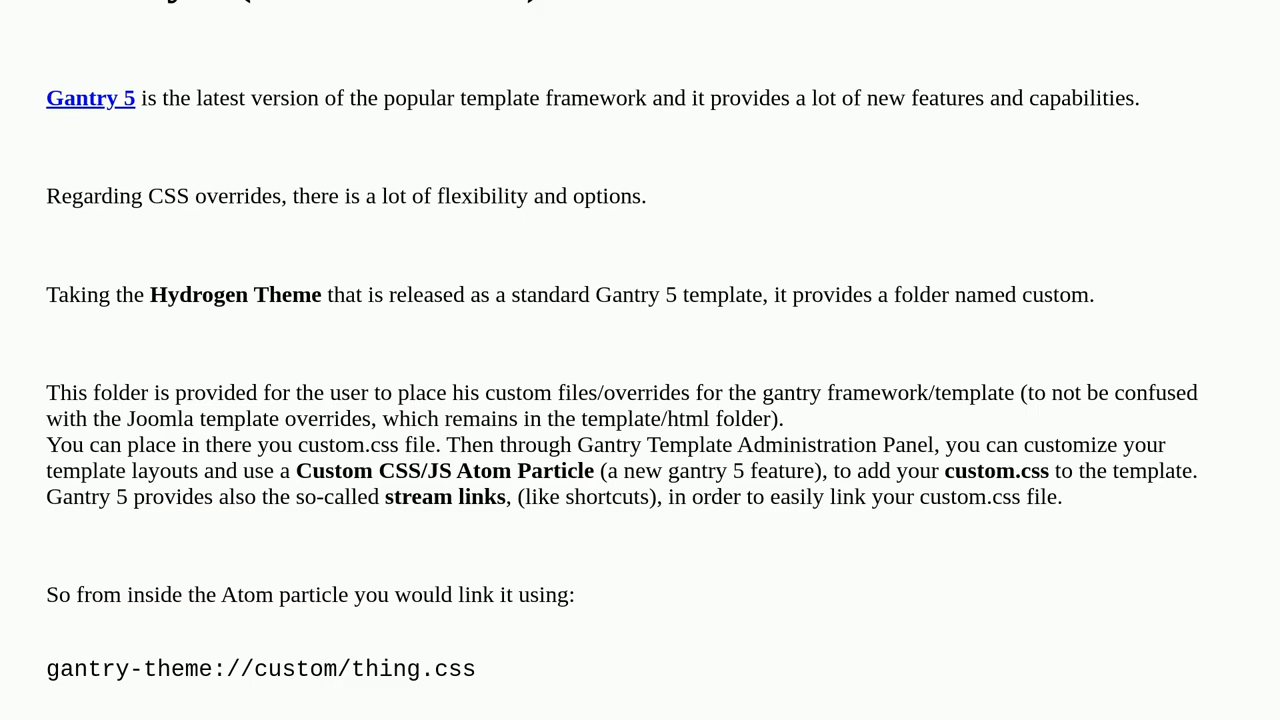 Gantry 5 is the latest version of the popular template framework and it provides a lot of new features and capabilities.
Regarding CSS overrides, there is a lot of flexibility and options.
Taking the Hydrogen Theme that is released as a standard Gantry 5 template, it provides a folder named custom.
This folder is provided for the user to place his custom files/overrides for the gantry framework/template (to not be confused
with the Joomla template overrides, which remains in the template/html folder).
You can place in there you custom.css file. Then through Gantry Template Administration Panel, you can customize your
template layouts and use a Custom CSS/JS Atom Particle (a new gantry 5 feature), to add your custom.css to the template.
Gantry 5 provides also the so-called stream links, (like shortcuts), in order to easily link your custom.css file.
So from inside the Atom particle you would link it using:
gantry-theme://custom/thing.css